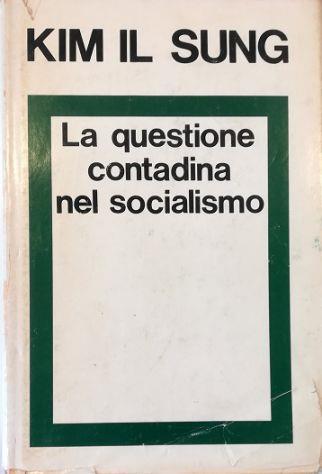 KIM IL SUNG
La questione
contadina
nel socialismo